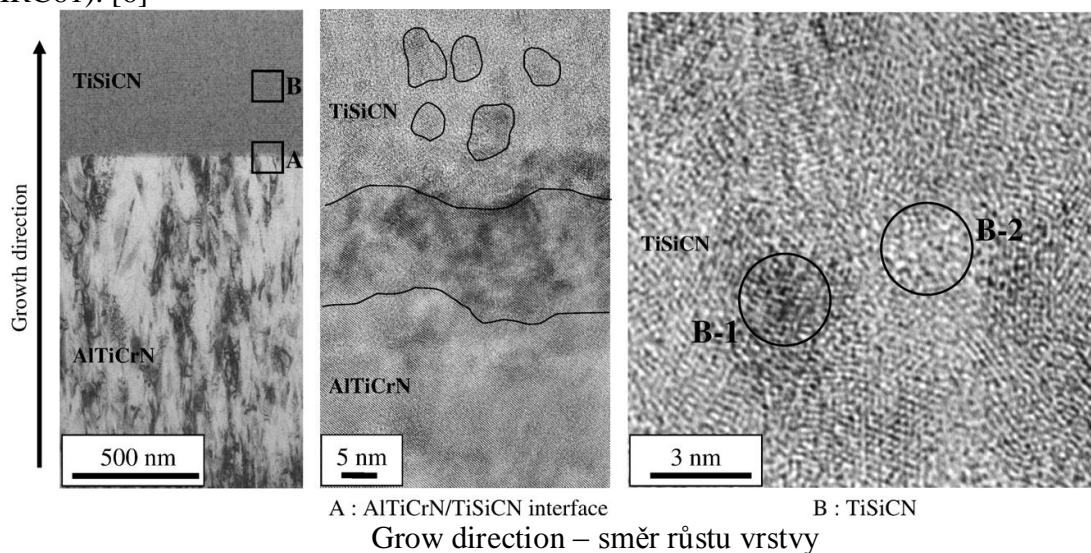 TiSiCN
B
A
Growth direction
AlTiCrN
500 nm
TiSiCN
AlTiCrN
5 nm
A : AlTiCrN/TiSiCN interface
TiSiCN
B-2
B-1
3 nm
B : TiSiCN
Grow direction – směr růstu vrstvy